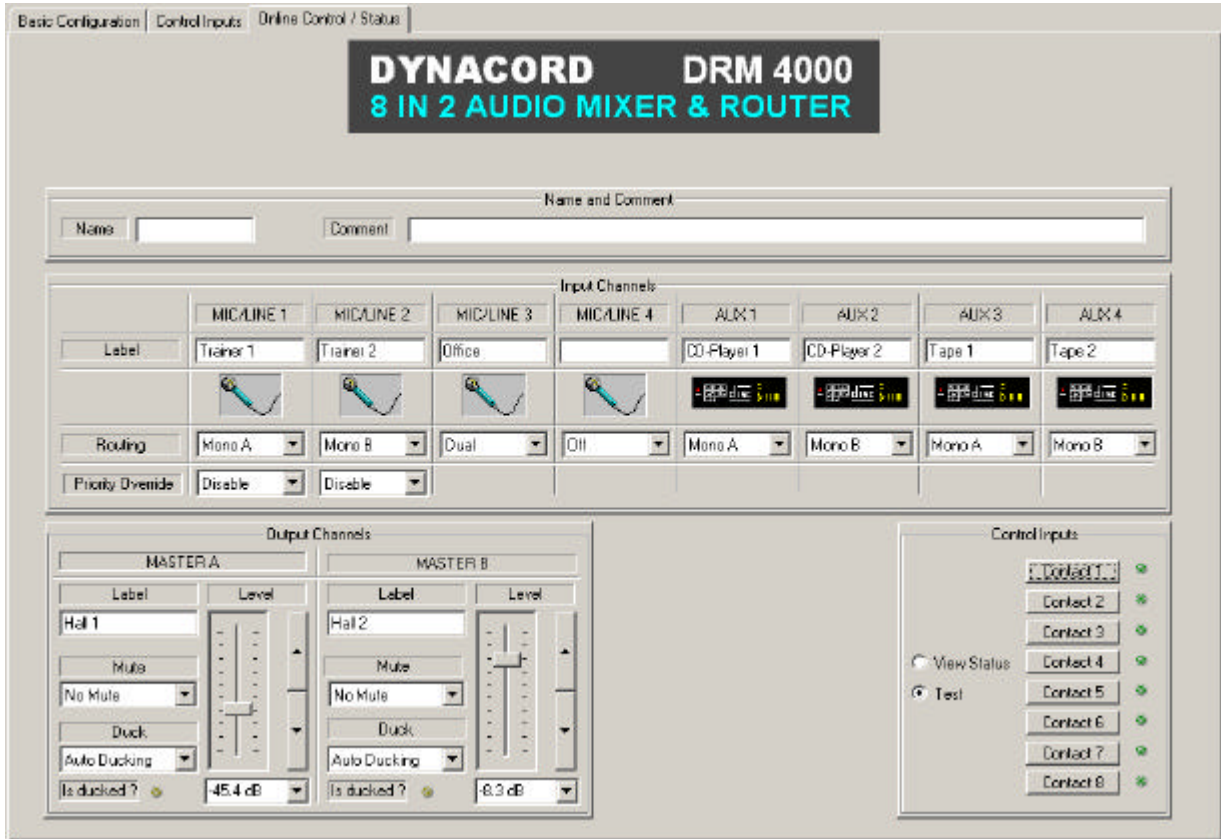 Basic Configuration Control Inputs Online Control / Status
DYNACORD DRM 4000
8 IN 2 AUDIO MIXER & ROUTER
Name and Comment
Name Comment
Input Channels
MIC/LINE 1 MIC/LINE 2 MIC/LINE 3 MIC/LINE 4 AUX 1 AUX 2 AUX 3 AUX 4
Label Trainer 1 Trainer 2 Office CD-Player 1 CD-Player 2 Tape 1 Tape 2
disc disc disc disc
Routing Mono A Mono B Dual Off Mono A Mono B Mono A Mono B
Priority Override Disable Disable
Output Channels
MASTER A MASTER B
Label Level Label Level
Hall 1 Hall 2
Mute Mute
No Mute No Mute
Duck Duck
Auto Ducking Auto Ducking
Is ducked ? -45.4 dB Is ducked ? -8.3 dB
Control Inputs
Contact 1
Contact 2
Contact 3
View Status Contact 4
Test Contact 5
Contact 6
Contact 7
Contact 8